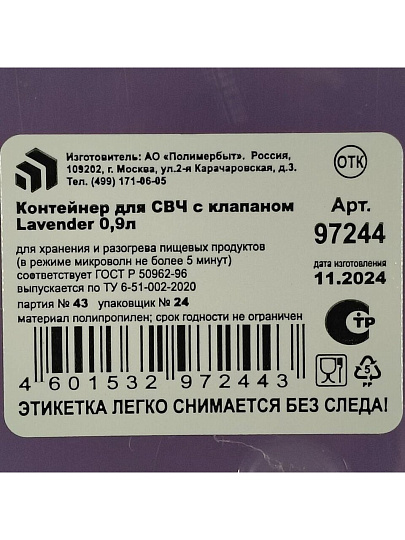 Изготовитель: АО «Полимербыт». Россия,
109202, г. Москва, ул.2-я Карачаровская, д.3.
Тел. (499) 171-06-05
ОТК
Контейнер для СВЧ с клапаном
Lavender 0,9л
Арт.
97244
для хранения и разогрева пищевых продуктов
(в режиме микроволн не более 5 минут)
соответствует ГОСТ Р 50962-96
выпускается по ТУ 6-51-002-2020
дата изготовления
11.2024
партия № 43 упаковщик № 24
материал полипропилен; срок годности не ограничен
СТР
4 601532 972443
5
PP
ЭТИКЕТКА ЛЕГКО СНИМАЕТСЯ БЕЗ СЛЕДА!